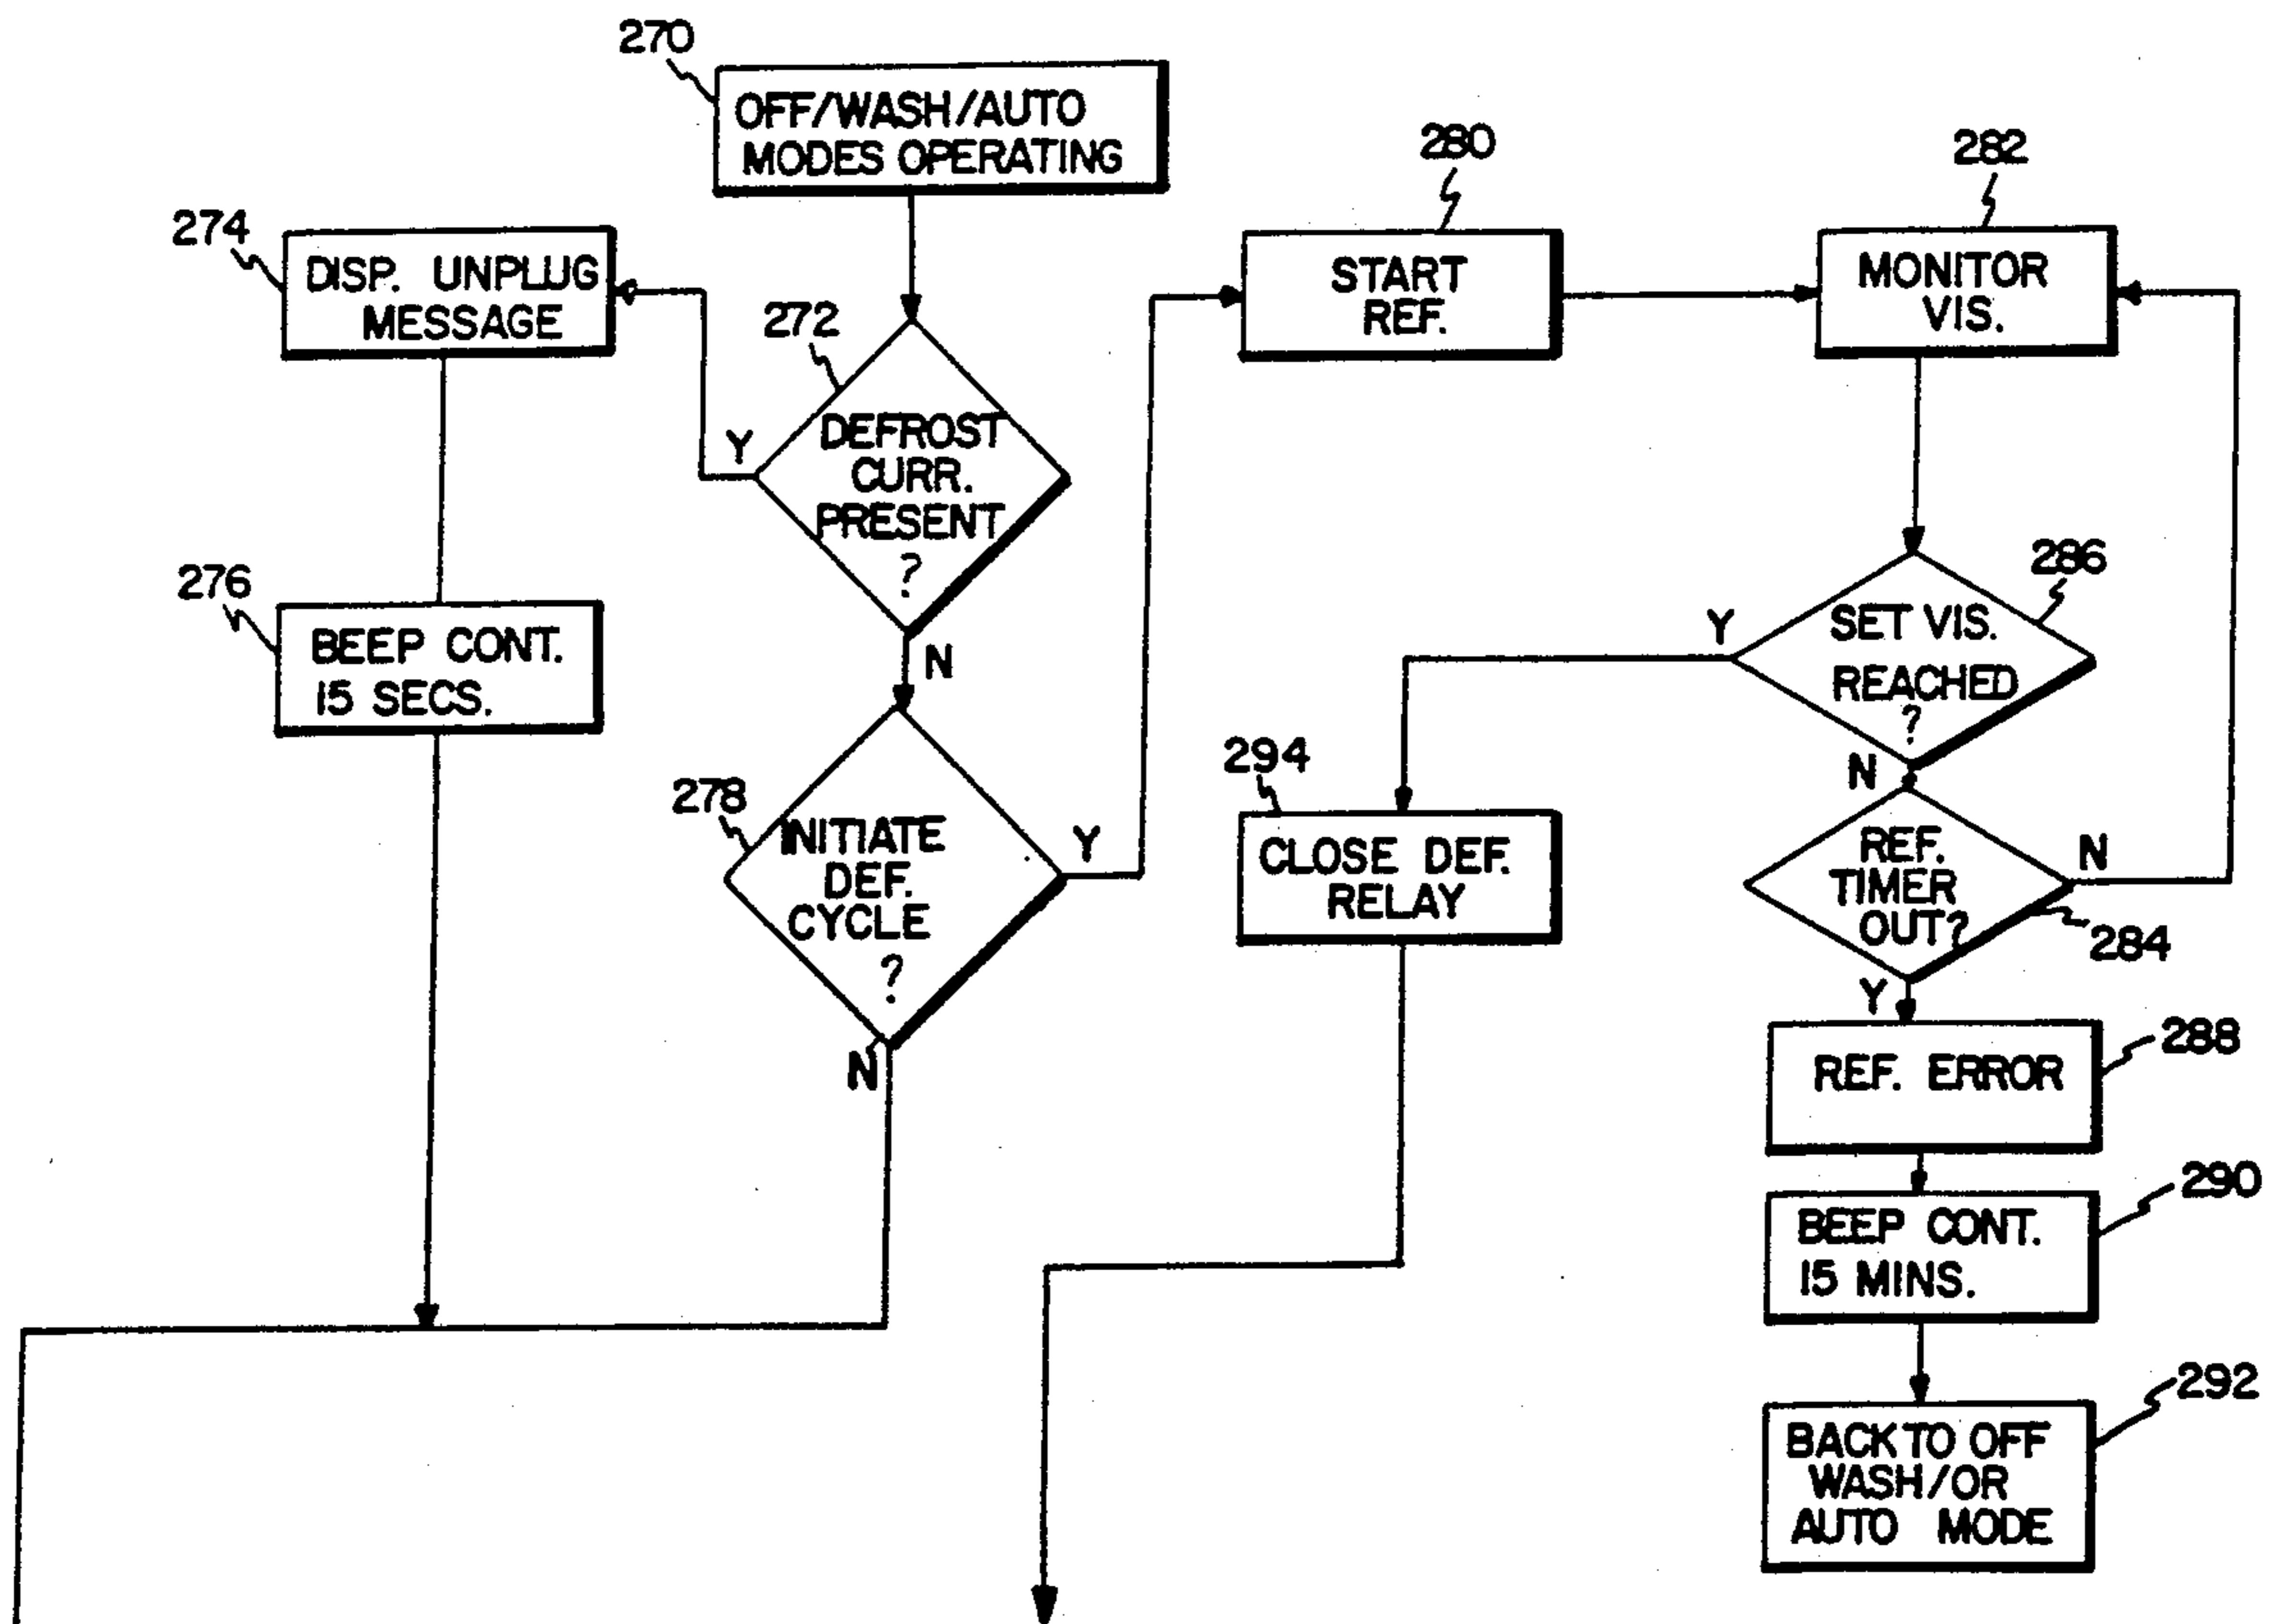 270
OFF/WASH/AUTO
MODES OPERATING
274
DISP. UNPLUG
MESSAGE
272
DEFROST
CURR.
PRESENT
?
Y
N
276
BEEP CONT.
15 SECS.
278
INITIATE
DEF.
CYCLE
?
Y
N
280
START
REF.
282
MONITOR
VIS.
286
SET VIS.
REACHED
?
Y
N
294
CLOSE DEF.
RELAY
REF.
TIMER
OUT?
N
284
Y
288
REF. ERROR
290
BEEP CONT.
15 MINS.
292
BACK TO OFF
WASH/OR
AUTO MODE